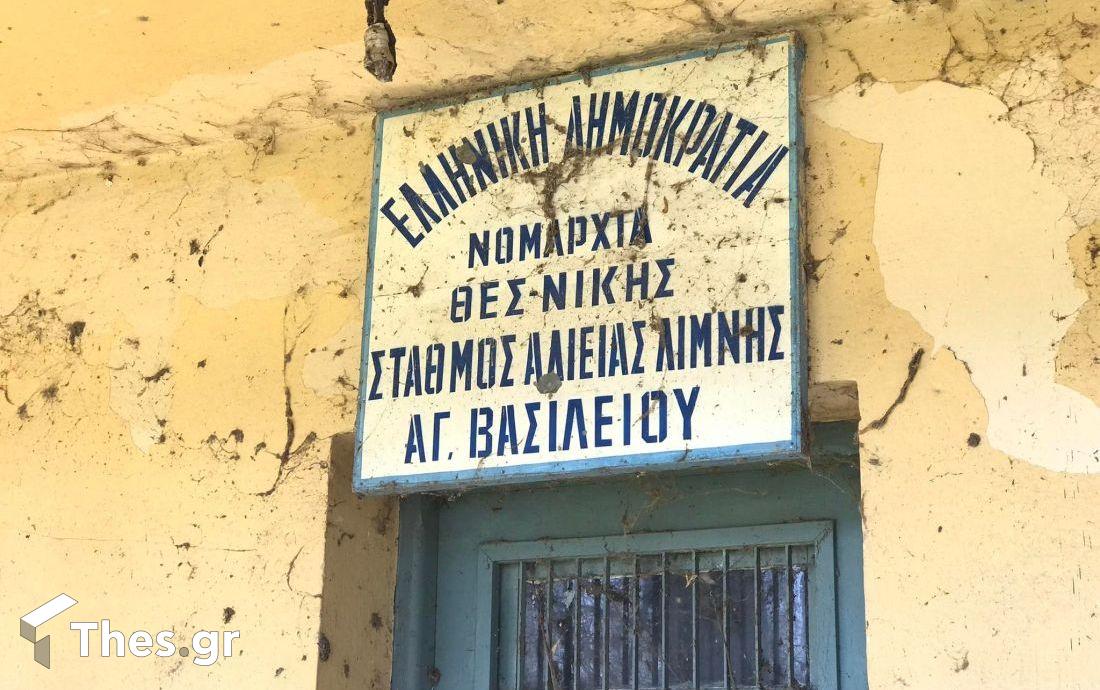 ΕΛΛΗΝΙΚΗ ΔΗΜΟΚΡΑΤΙΑ
ΝΟΜΑΡΧΙΑ
ΘΕΣ·ΝΙΚΗΣ
ΣΤΑΘΜΟΣ ΑΛΙΕΙΑΣ ΛΙΜΝΗΣ
ΑΓ. ΒΑΣΙΛΕΙΟΥ
Thes.gr